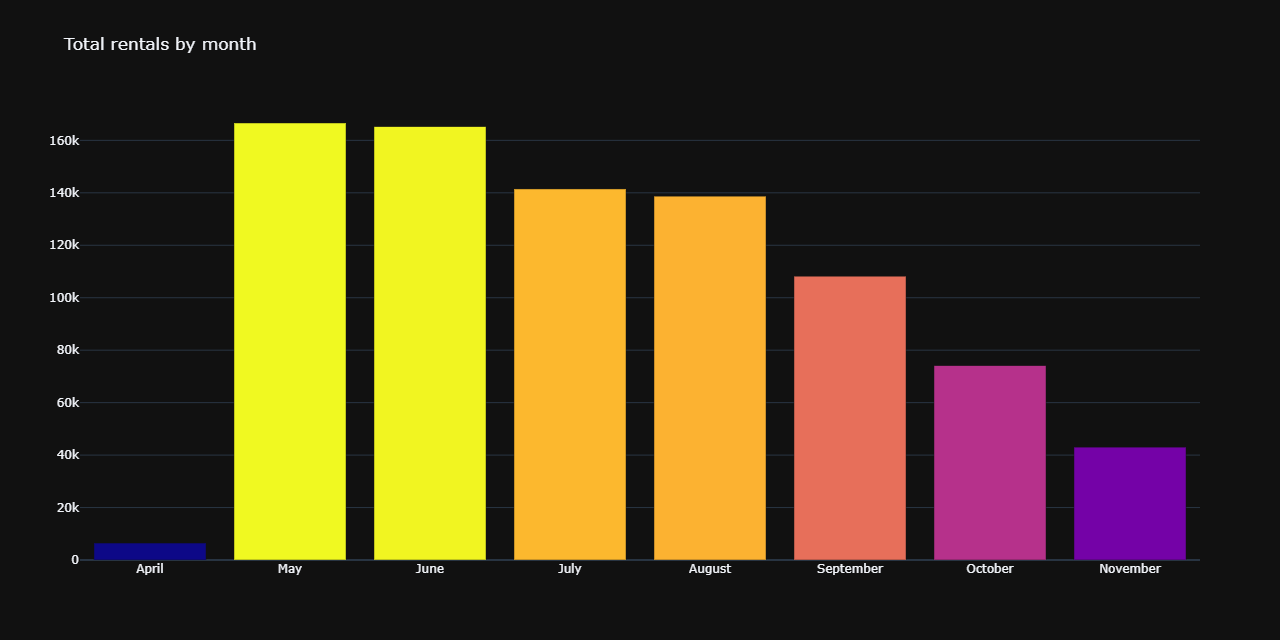 Total rentals by month
160k
140k
120k
100k
80k
60k
40k
20k
0
April May June July August September October November